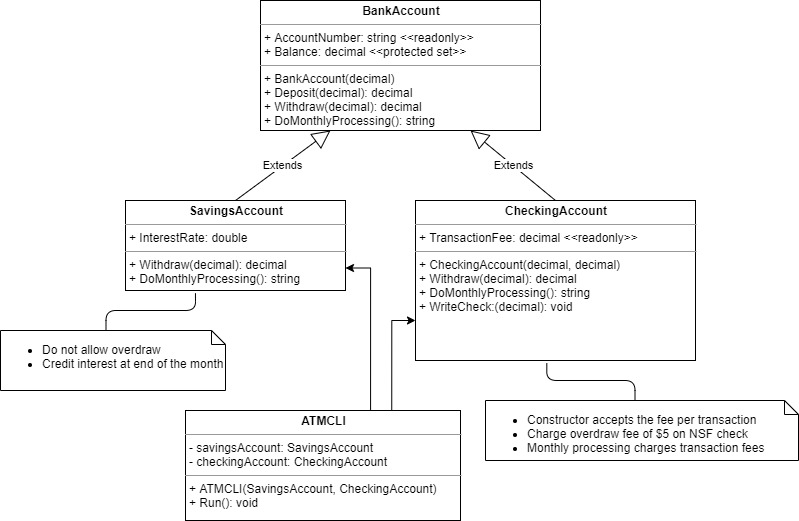 BankAccount
+ AccountNumber: string <<readonly>>
+ Balance: decimal <<protected set>>
+ BankAccount(decimal)
+ Deposit(decimal): decimal
+ Withdraw(decimal): decimal
+ DoMonthlyProcessing(): string
Extends
Extends
SavingsAccount
+ InterestRate: double
+ Withdraw(decimal): decimal
+ DoMonthlyProcessing(): string
CheckingAccount
+ TransactionFee: decimal <<readonly>>
+ CheckingAccount(decimal, decimal)
+ Withdraw(decimal): decimal
+ DoMonthlyProcessing(): string
+ WriteCheck:(decimal): void
• Do not allow overdraw
• Credit interest at end of the month
ATMCLI
- savingsAccount: SavingsAccount
- checkingAccount: CheckingAccount
+ ATMCLI(SavingsAccount, CheckingAccount)
+ Run(): void
• Constructor accepts the fee per transaction
• Charge overdraw fee of $5 on NSF check
• Monthly processing charges transaction fees